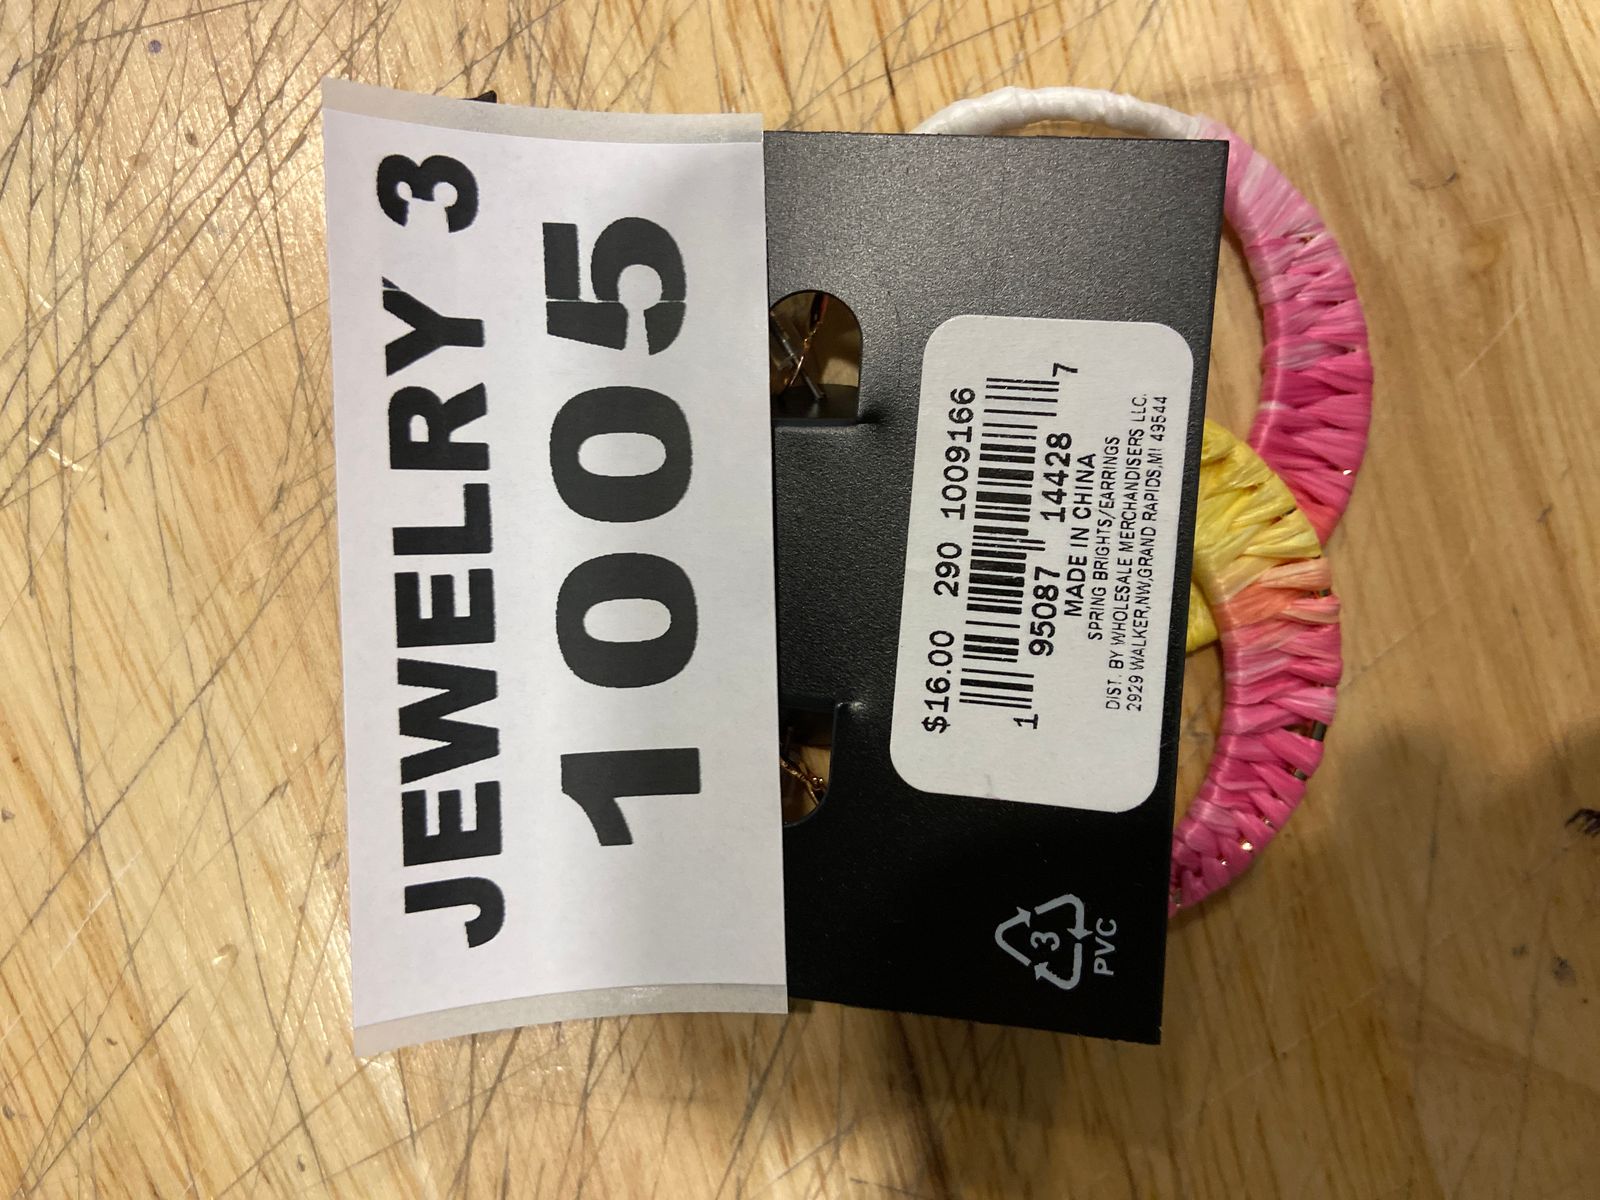 JEWELRY 3
1005
$16.00 290 1009166
1 95087 14428 7
MADE IN CHINA
SPRING BRIGHTS/EARRINGS
DIST. BY WHOLESALE MERCHANDISERS LLC.
2929 WALKER,NW,GRAND RAPIDS,MI 49544
3
PVC